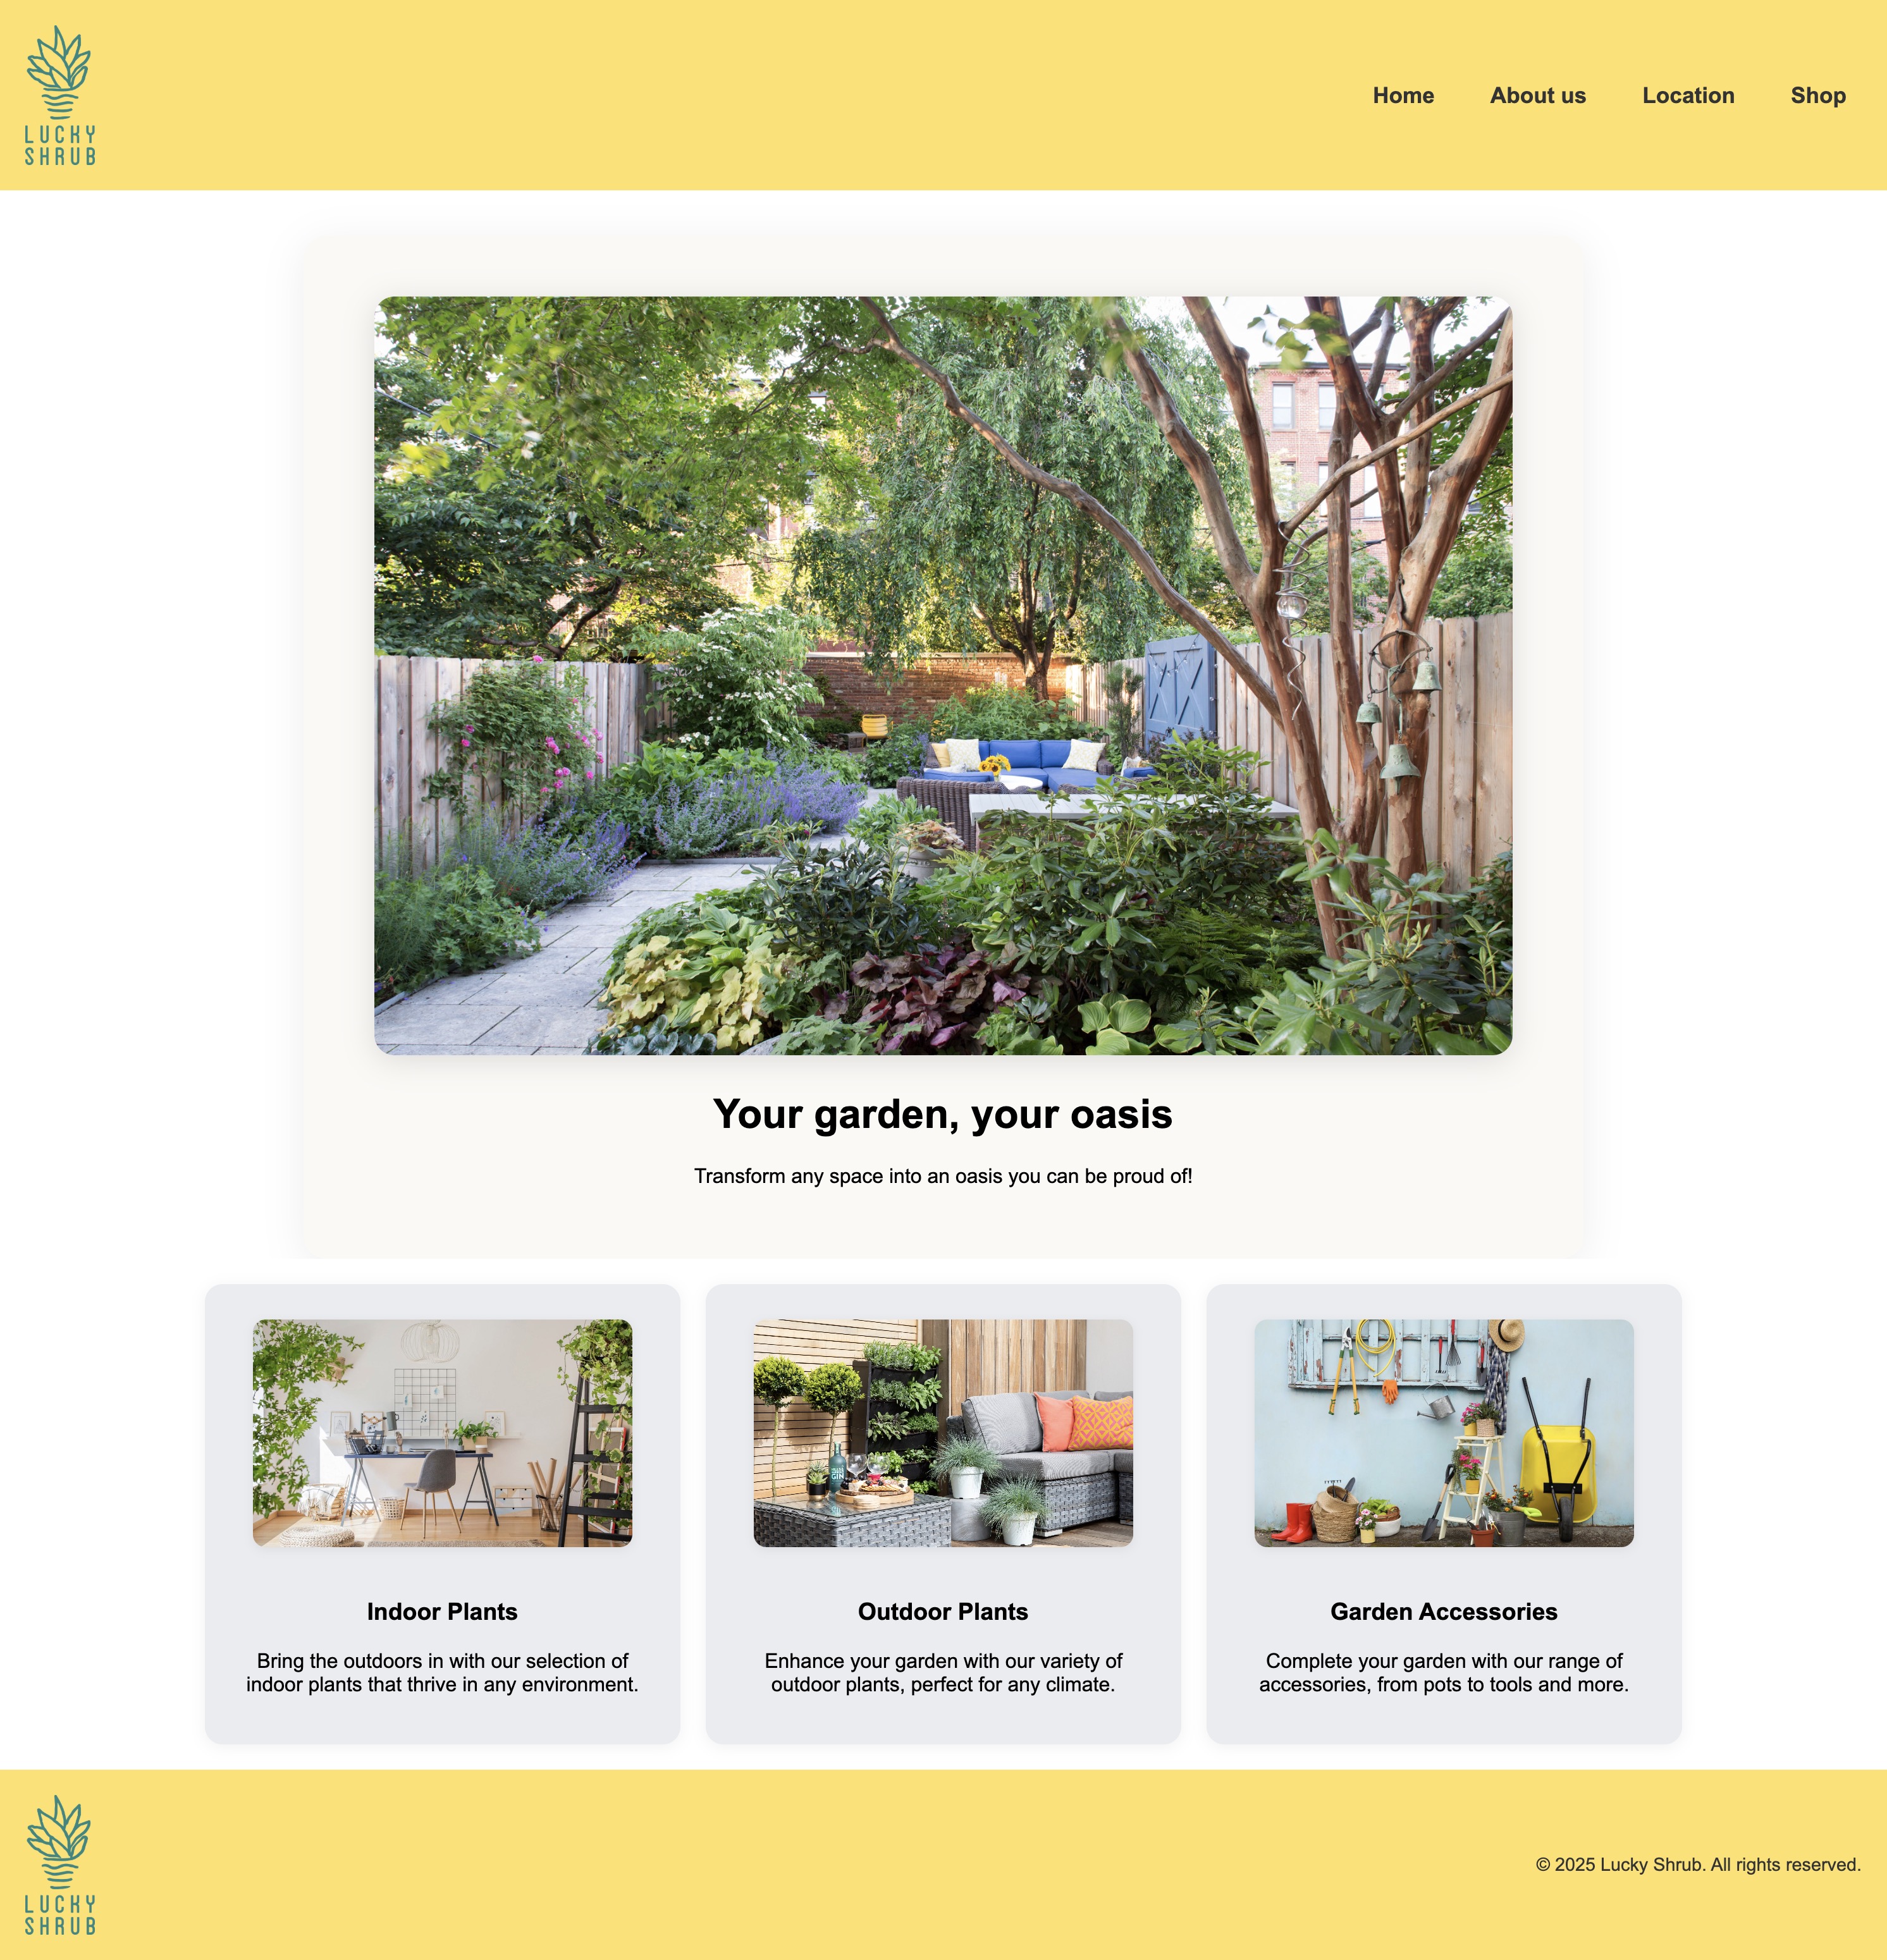 LUCKY
SHRUB
Home About us Location Shop
Your garden, your oasis
Transform any space into an oasis you can be proud of!
Indoor Plants
Bring the outdoors in with our selection of
indoor plants that thrive in any environment.
Outdoor Plants
Enhance your garden with our variety of
outdoor plants, perfect for any climate.
Garden Accessories
Complete your garden with our range of
accessories, from pots to tools and more.
LUCKY
SHRUB
© 2025 Lucky Shrub. All rights reserved.